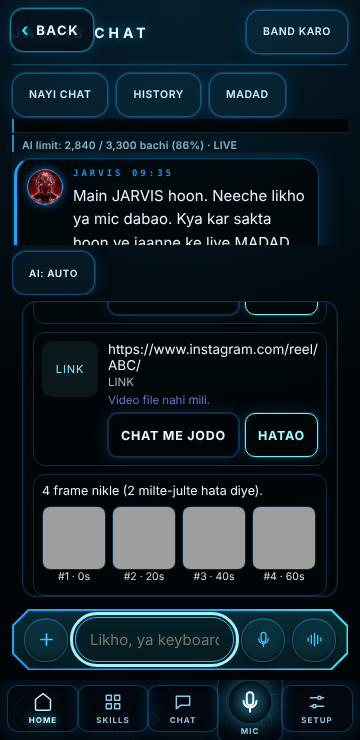 BACK
CHAT
BAND KARO
NAYI CHAT
HISTORY
MADAD
AI limit: 2,840 / 3,300 bachi (86%) · LIVE
JARVIS 09:35
Main JARVIS hoon. Neeche likho
ya mic dabao. Kya kar sakta
hoon ye jaanne ke liye MADAD
AI: AUTO
LINK
https://www.instagram.com/reel/
ABC/
LINK
Video file nahi mili.
CHAT ME JODO
HATAO
4 frame nikle (2 milte-julte hata diye).
#1 · 0s
#2 · 20s
#3 · 40s
#4 · 60s
Likho, ya keyboard
HOME
SKILLS
CHAT
MIC
SETUP